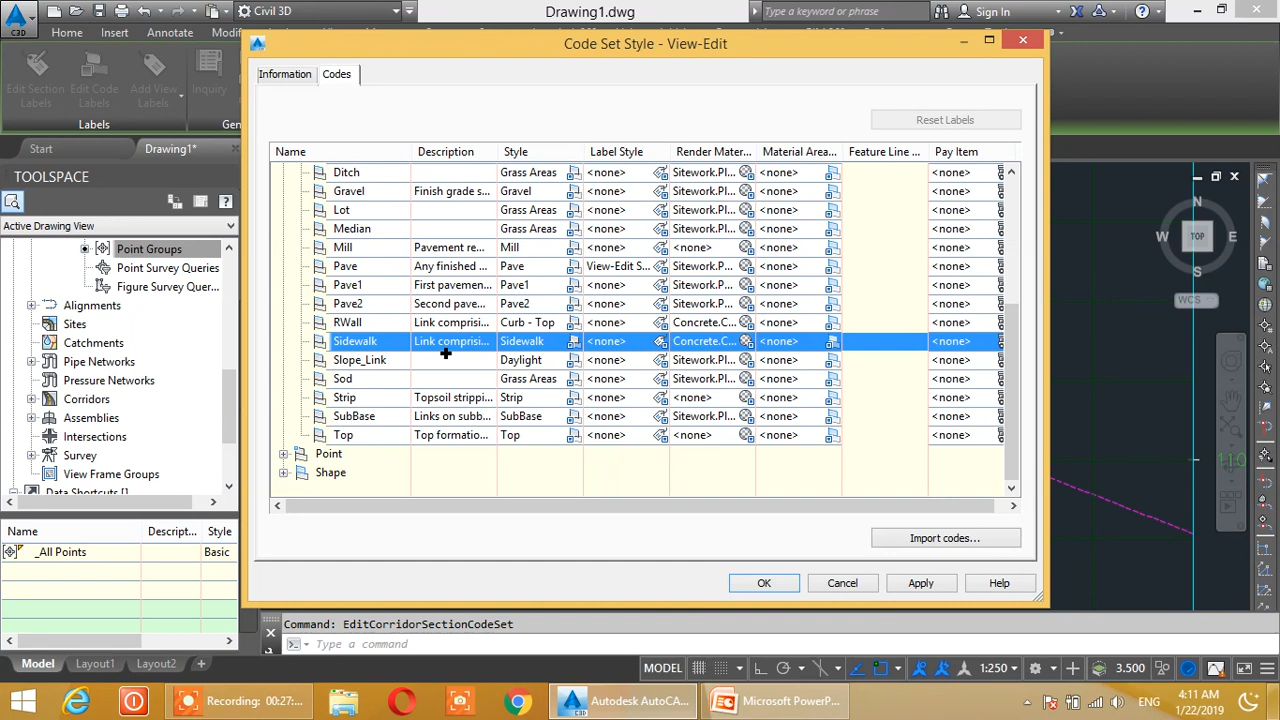 Civil 3D
Drawing1.dwg
Type a keyword or phrase
Sign In
C3D
Home Insert Annotate
Code Set Style - View-Edit
Edit Section Labels
Edit Code Labels
Add View Labels
Inquiry
Labels
Start
Drawing1*
Information Codes
Reset Labels
TOOLSPACE
Active Drawing View
Point Groups
Point Survey Queries
Figure Survey Quer...
Alignments
Sites
Catchments
Pipe Networks
Pressure Networks
Corridors
Assemblies
Intersections
Survey
View Frame Groups
Data Shortcuts []
Name Descript... Style
_All Points Basic
Name Description Style Label Style Render Mater... Material Area... Feature Line ... Pay Item
Ditch Grass Areas <none> Sitework.Pl... <none> <none>
Gravel Finish grade s... Gravel <none> Sitework.Pl... <none> <none>
Lot Grass Areas <none> Sitework.Pl... <none> <none>
Median Grass Areas <none> Sitework.Pl... <none> <none>
Mill Pavement re... Mill <none> <none> <none> <none>
Pave Any finished ... Pave View-Edit S... Sitework.P... <none> <none>
Pave1 First pavemen... Pave1 <none> Sitework.P... <none> <none>
Pave2 Second pave... Pave2 <none> Sitework.P... <none> <none>
RWall Link comprisi... Curb - Top <none> Concrete.C... <none> <none>
Sidewalk Link comprisi... Sidewalk <none> Concrete.C... <none> <none>
Slope_Link Daylight <none> Sitework.Pl... <none> <none>
Sod Grass Areas <none> Sitework.Pl... <none> <none>
Strip Topsoil strippi... Strip <none> <none> <none> <none>
SubBase Links on subb... SubBase <none> Sitework.P... <none> <none>
Top Top formatio... Top <none> <none> <none> <none>
Point
Shape
Import codes...
OK Cancel Apply Help
N
W TOP E
S
WCS
110
Command: EditCorridorSectionCodeSet
Type a command
Model Layout1 Layout2 +
MODEL 1:250 3.500
Recording: 00:27:...
Autodesk AutoCA...
Microsoft PowerP...
ENG
4:11 AM
1/22/2019